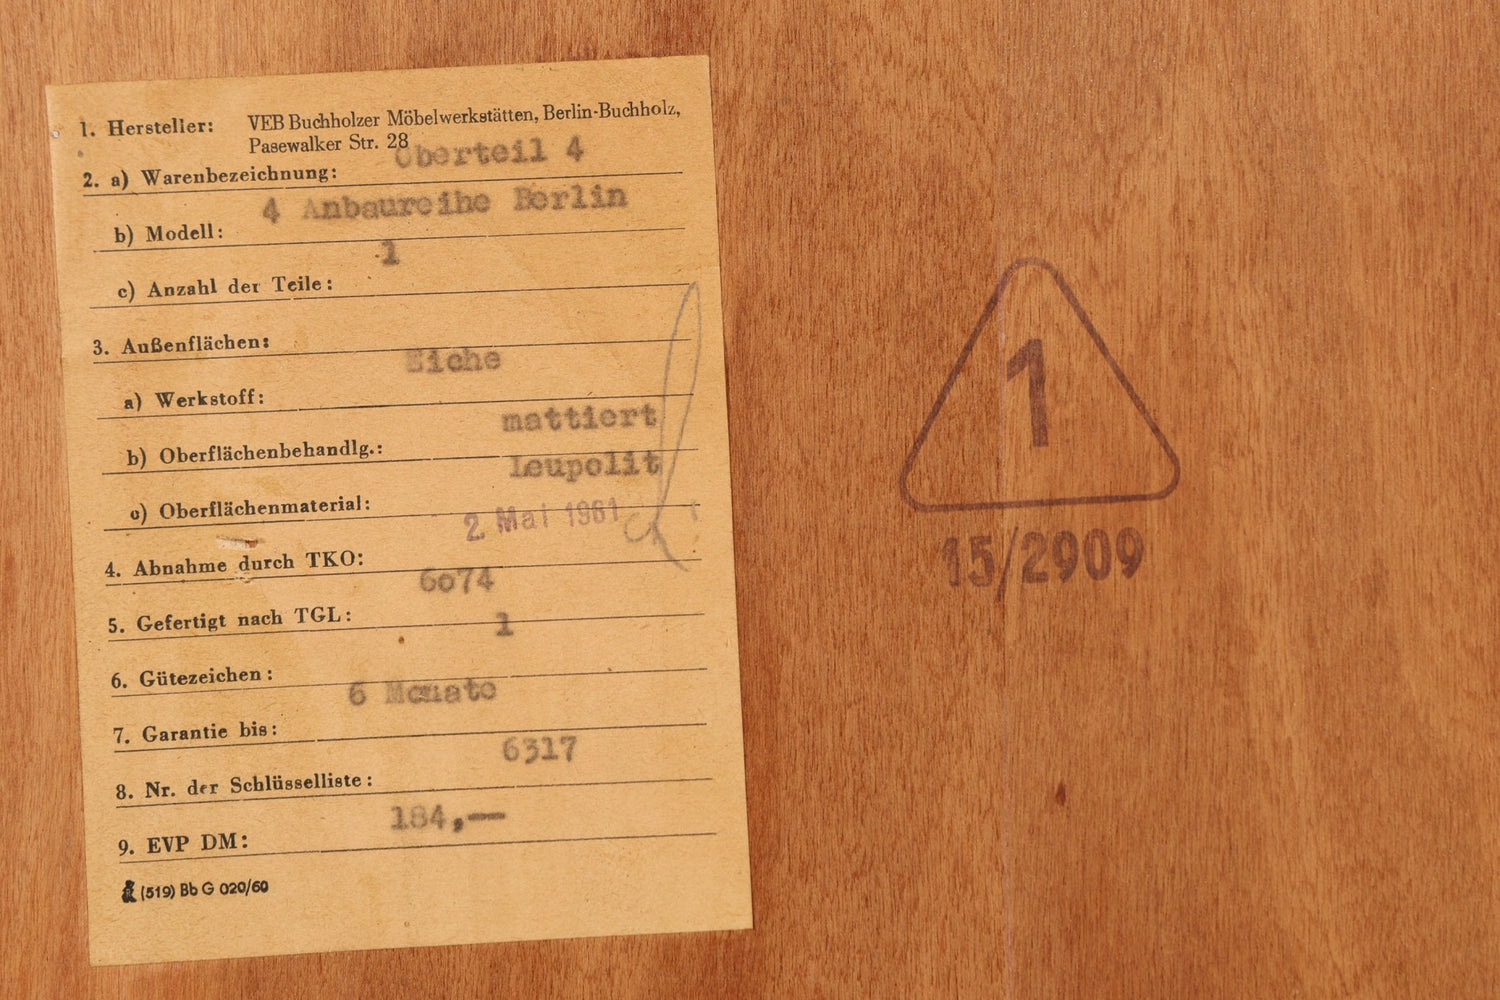 1. Hersteller: VEB Buchholzer Möbelwerkstätten, Berlin-Buchholz,
Pasewalker Str. 28
2. a) Warenbezeichnung: Oberteil 4
b) Modell: 4 Anbaureihe Berlin
c) Anzahl der Teile: 1
3. Außenflächen:
a) Werkstoff: Eiche
b) Oberflächenbehandlg.: mattiert
c) Oberflächenmaterial: Leupolit
4. Abnahme durch TKO: 2 Mai 1961
5. Gefertigt nach TGL: 6o74
6. Gütezeichen: 1
7. Garantie bis: 6 Monate
8. Nr. der Schlüsselliste: 6317
9. EVP DM: 184,—
(519) Bb G 020/60
1
15/2909